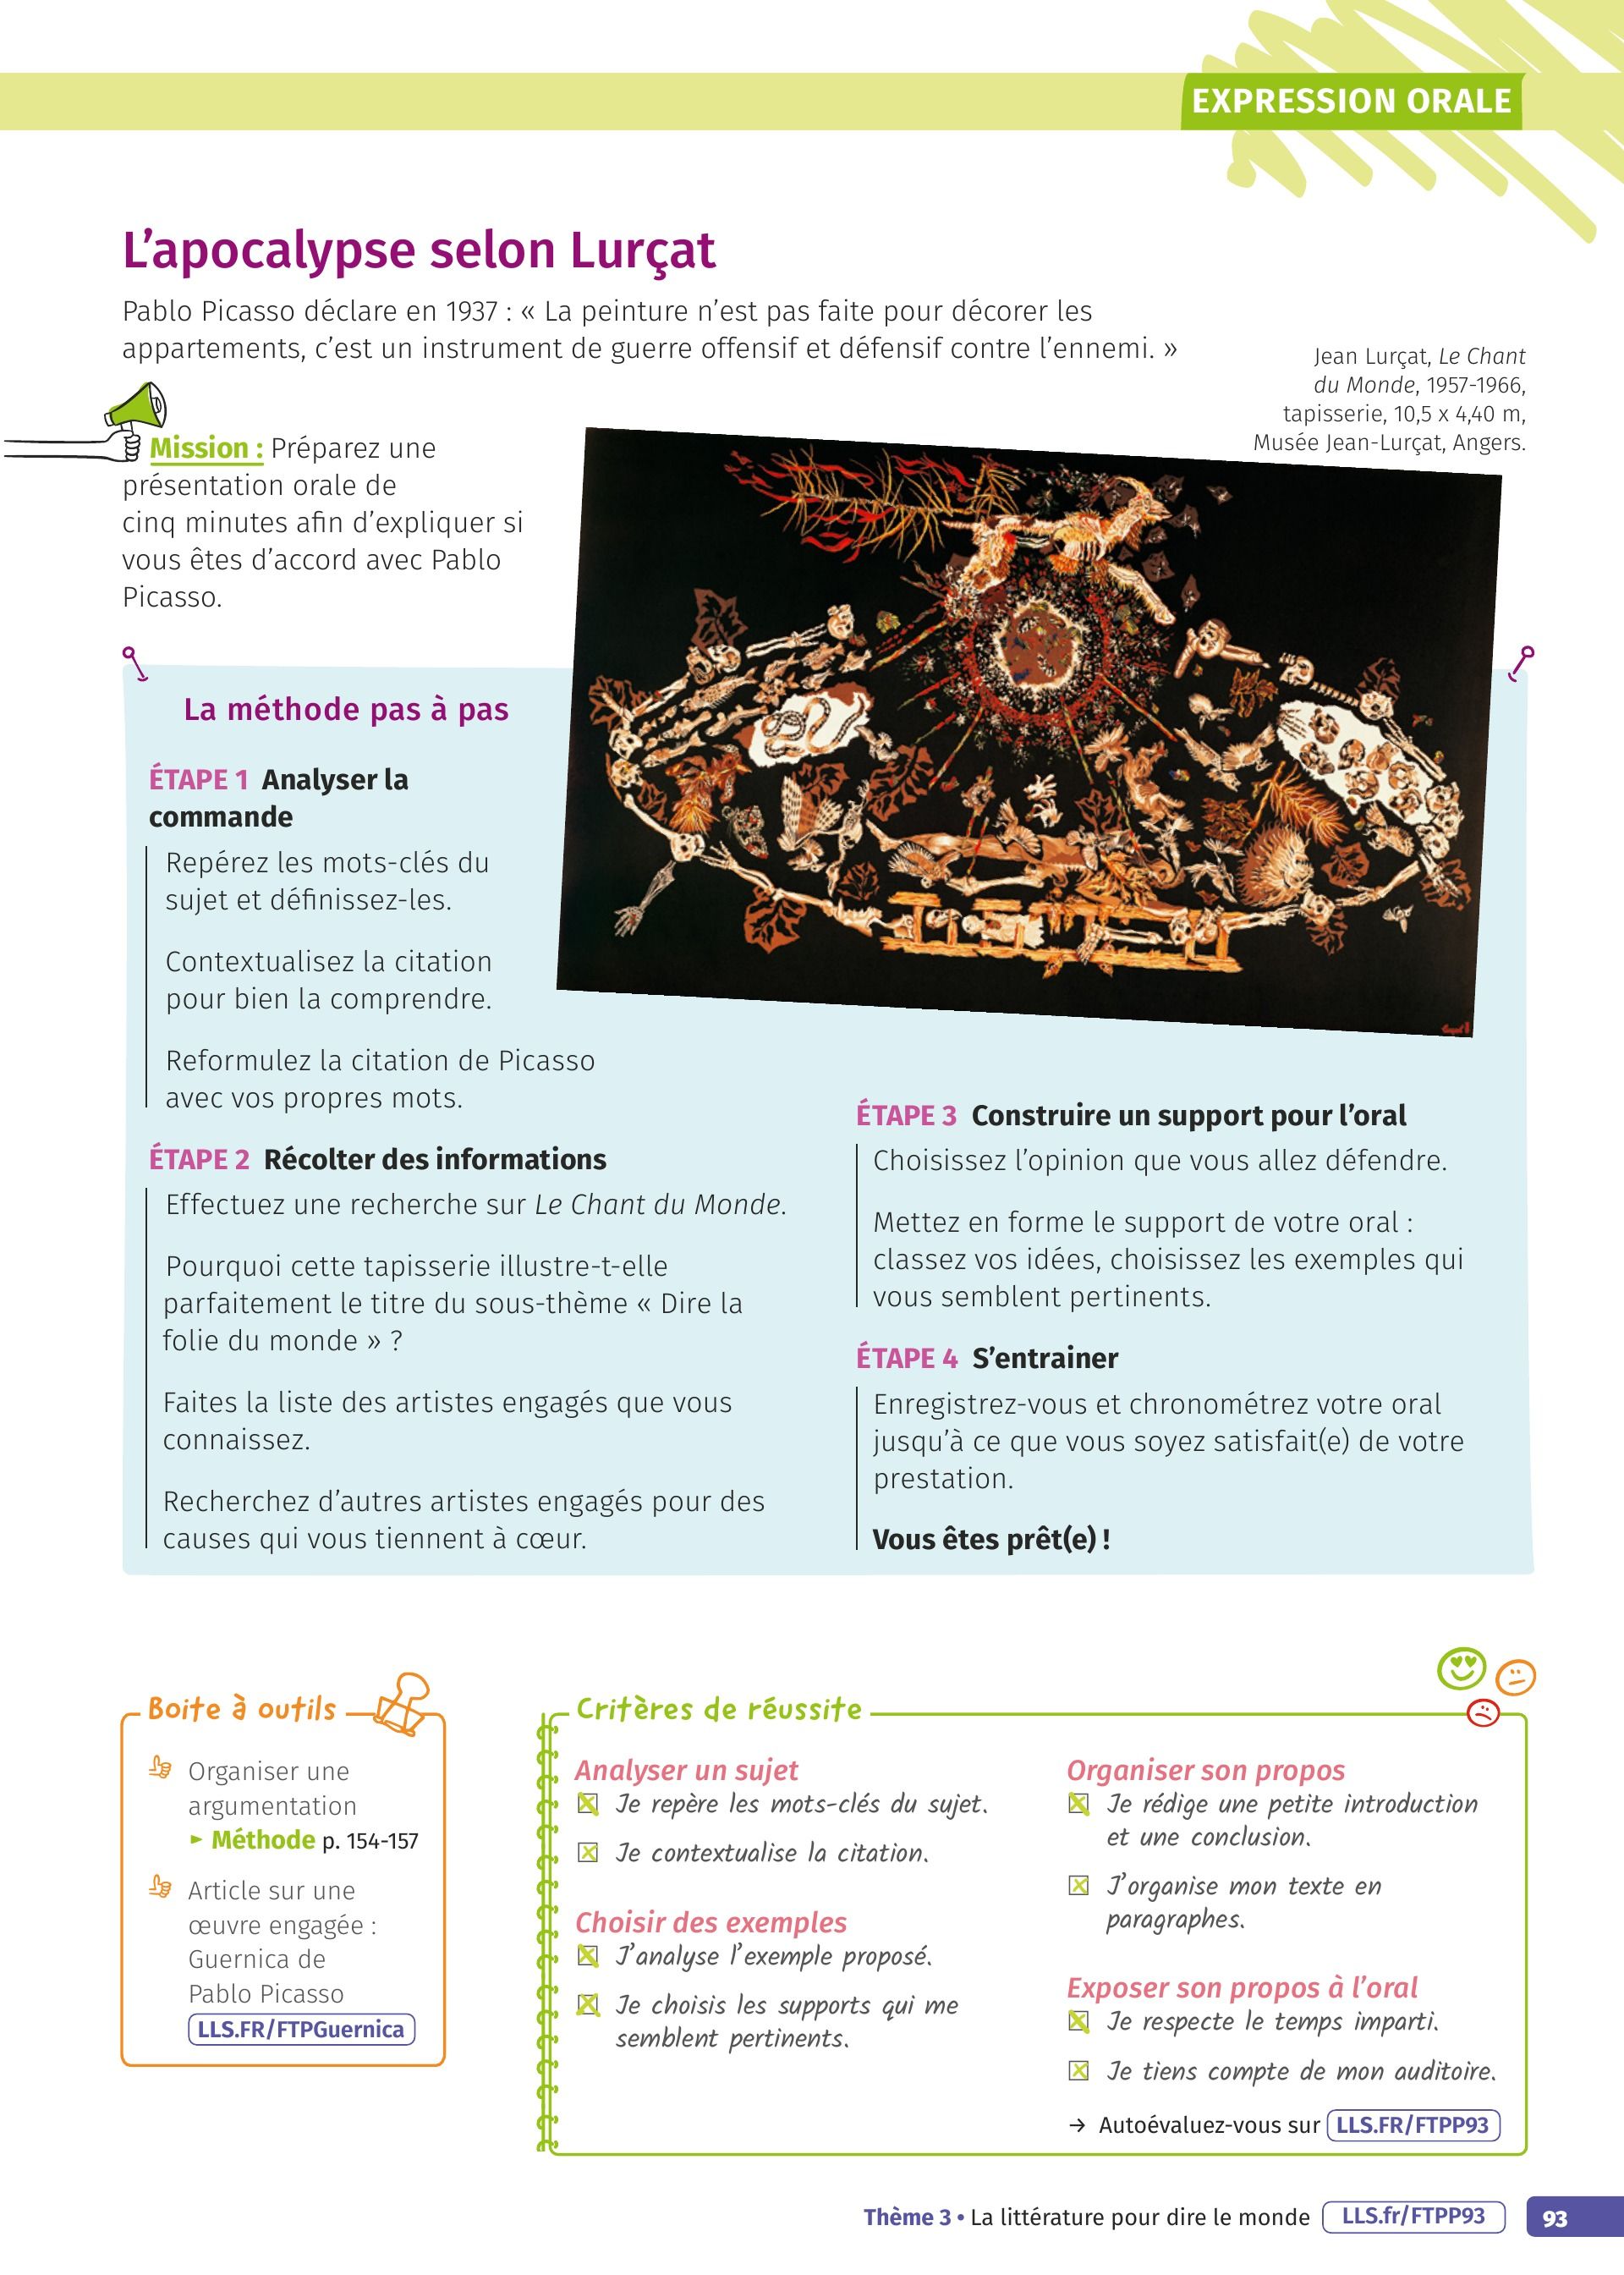 EXPRESSION ORALE
L'apocalypse selon Lurçat
Pablo Picasso déclare en 1937 : « La peinture n'est pas faite pour décorer les
appartements, c'est un instrument de guerre offensif et défensif contre l'ennemi. »
Jean Lurçat, Le Chant
du Monde, 1957-1966,
tapisserie, 10,5 x 4,40 m,
Musée Jean-Lurçat, Angers.
Mission : Préparez une
présentation orale de
cinq minutes afin d'expliquer si
vous êtes d'accord avec Pablo
Picasso.
La méthode pas à pas
ÉTAPE 1 Analyser la
commande
Repérez les mots-clés du
sujet et définissez-les.
Contextualisez la citation
pour bien la comprendre.
Reformulez la citation de Picasso
avec vos propres mots.
ÉTAPE 2 Récolter des informations
Effectuez une recherche sur Le Chant du Monde.
Pourquoi cette tapisserie illustre-t-elle
parfaitement le titre du sous-thème « Dire la
folie du monde » ?
Faites la liste des artistes engagés que vous
connaissez.
Recherchez d'autres artistes engagés pour des
causes qui vous tiennent à cœur.
ÉTAPE 3 Construire un support pour l'oral
Choisissez l'opinion que vous allez défendre.
Mettez en forme le support de votre oral :
classez vos idées, choisissez les exemples qui
vous semblent pertinents.
ÉTAPE 4 S'entrainer
Enregistrez-vous et chronométrez votre oral
jusqu'à ce que vous soyez satisfait(e) de votre
prestation.
Vous êtes prêt(e) !
Boite à outils
Organiser une
argumentation
► Méthode p. 154-157
Article sur une
œuvre engagée :
Guernica de
Pablo Picasso
LLS.FR/FTPGuernica
Critères de réussite
Analyser un sujet
Je repère les mots-clés du sujet.
Je contextualise la citation.
Choisir des exemples
J'analyse l'exemple proposé.
Je choisis les supports qui me
semblent pertinents.
Organiser son propos
Je rédige une petite introduction
et une conclusion.
J'organise mon texte en
paragraphes.
Exposer son propos à l'oral
Je respecte le temps imparti.
Je tiens compte de mon auditoire.
→ Autoévaluez-vous sur LLS.FR/FTPP93
Thème 3 • La littérature pour dire le monde LLS.fr/FTPP93 93